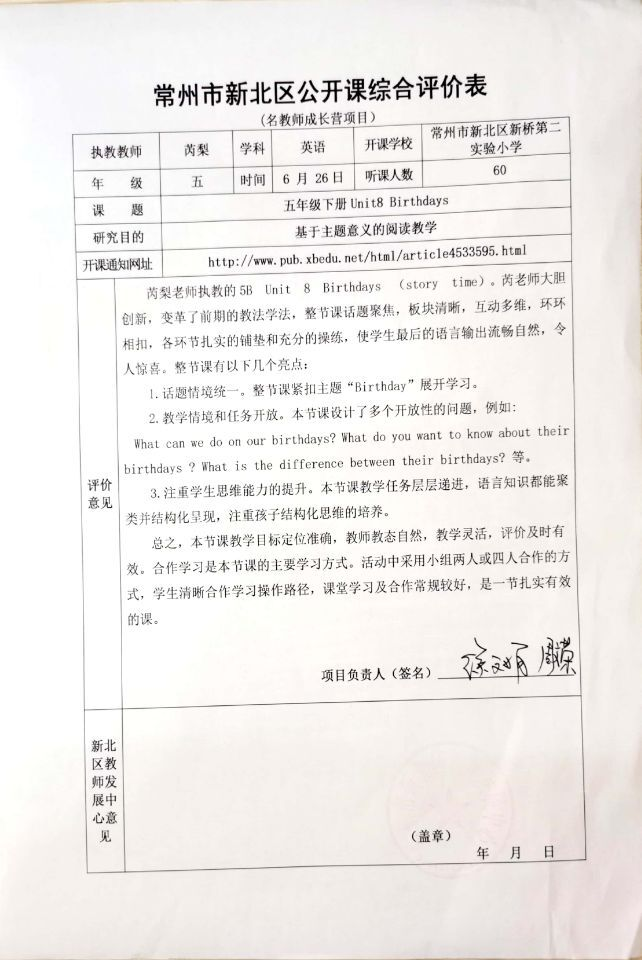 常州市新北区公开课综合评价表
(名教师成长营项目)
执教教师 芮梨 学科 英语 开课学校 常州市新北区新桥第二
实验小学
年 级 五 时间 6 月 26 日 听课人数 60
课 题 五年级下册 Unit8 Birthdays
研究目的 基于主题意义的阅读教学
开课通知网址 http://www.pub.xbedu.net/html/article4533595.html
评价
意见
芮梨老师执教的 5B Unit 8 Birthdays （story time）。芮老师大胆
创新，变革了前期的教法学法，整节课话题聚焦，板块清晰，互动多维，环环
相扣，各环节扎实的铺垫和充分的操练，使学生最后的语言输出流畅自然，令
人惊喜。整节课有以下几个亮点：
1.话题情境统一。整节课紧扣主题“Birthday”展开学习。
2.教学情境和任务开放。本节课设计了多个开放性的问题，例如:
What can we do on our birthdays? What do you want to know about their
birthdays ? What is the difference between their birthdays? 等。
3.注重学生思维能力的提升。本节课教学任务层层递进，语言知识都能聚
类并结构化呈现，注重孩子结构化思维的培养。
总之，本节课教学目标定位准确，教师教态自然，教学灵活，评价及时有
效。合作学习是本节课的主要学习方式。活动中采用小组两人或四人合作的方
式，学生清晰合作学习操作路径，课堂学习及合作常规较好，是一节扎实有效
的课。
项目负责人（签名）
新北
区教
师发
展中
心意
见
（盖章）
年 月 日